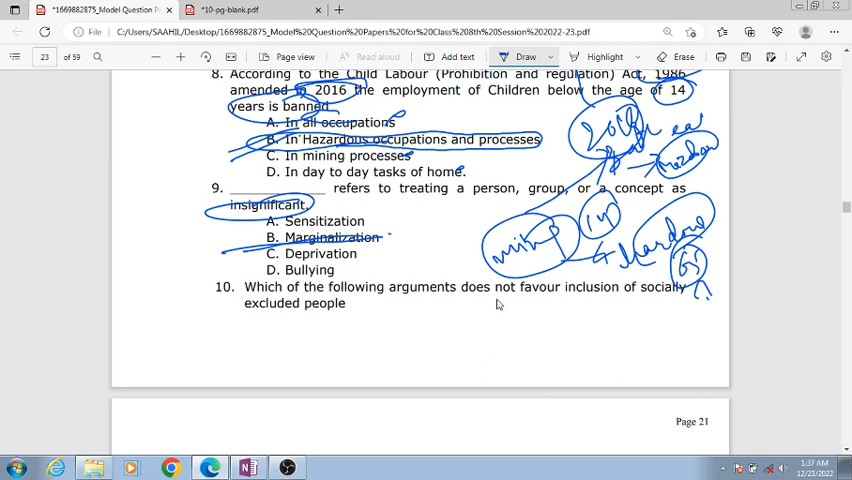 *1669882875_Model Question P
*10-pg-blank.pdf
File
C:/Users/SAAHIL/Desktop/1669882875_Model%20Question%20Papers%20for%20Class%208th%20Session%202022-23.pdf
23 of 59
Page view
Add text
Draw
Highlight
Erase
8. According to the Child Labour (Prohibition and regulation) Act, 1986
amended in 2016 the employment of Children below the age of 14
years is banned
A. In all occupations
B. In Hazardous occupations and processes
C. In mining processes
D. In day to day tasks of home.
9. ____________ refers to treating a person, group, or a concept as
insignificant.
A. Sensitization
B. Marginalization
C. Deprivation
D. Bullying
10. Which of the following arguments does not favour inclusion of socially
excluded people
14
Page 21
1:37 AM
12/23/2022